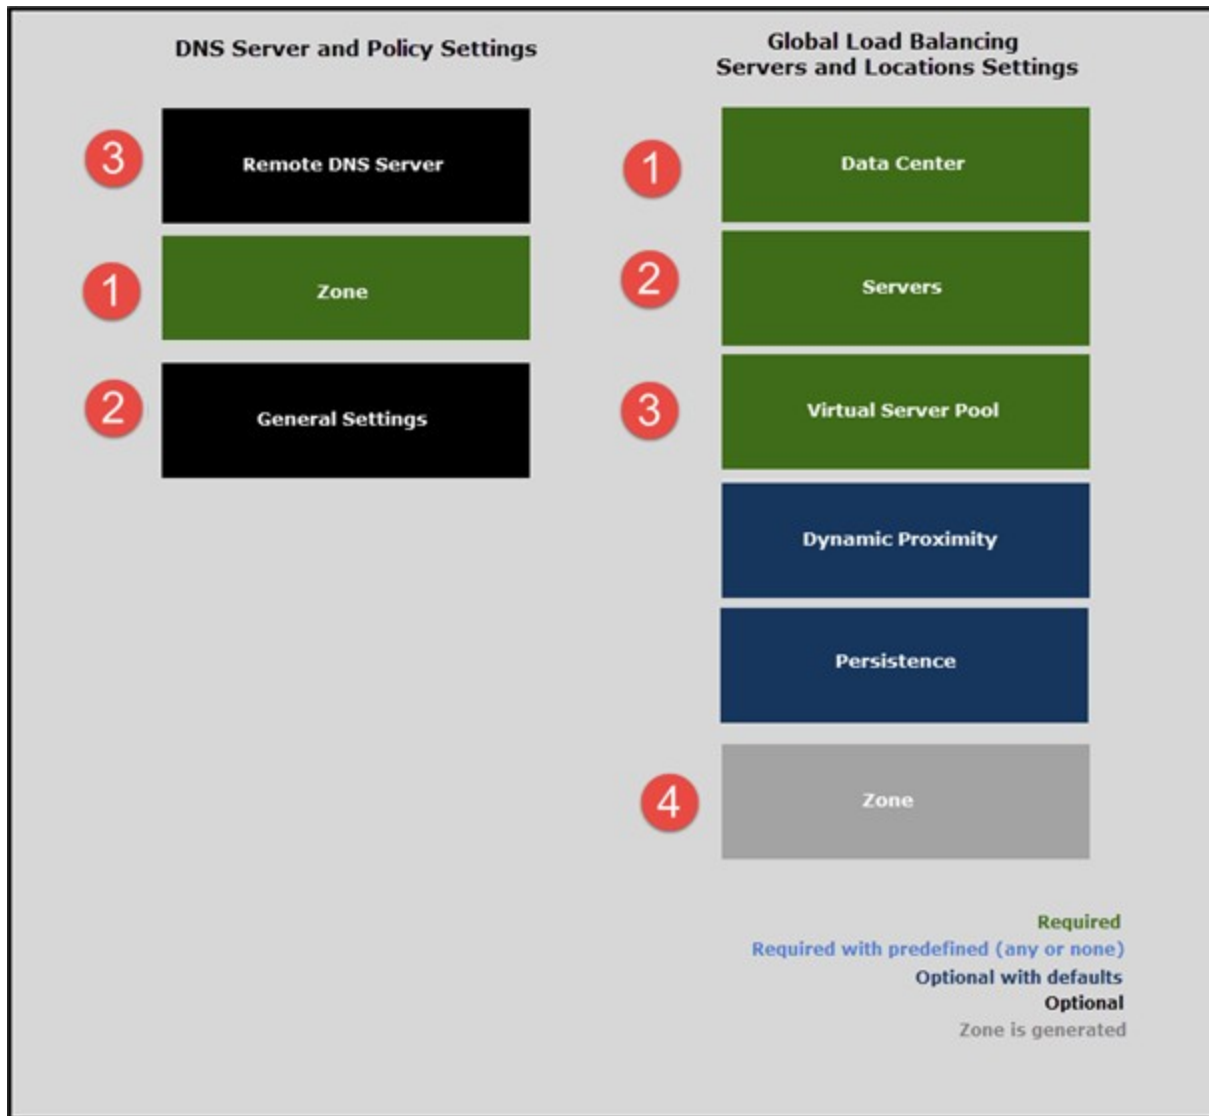 DNS Server and Policy Settings
3
Remote DNS Server
1
Zone
2
General Settings
Global Load Balancing
Servers and Locations Settings
1
Data Center
2
Servers
3
Virtual Server Pool
Dynamic Proximity
Persistence
4
Zone
Required
Required with predefined (any or none)
Optional with defaults
Optional
Zone is generated